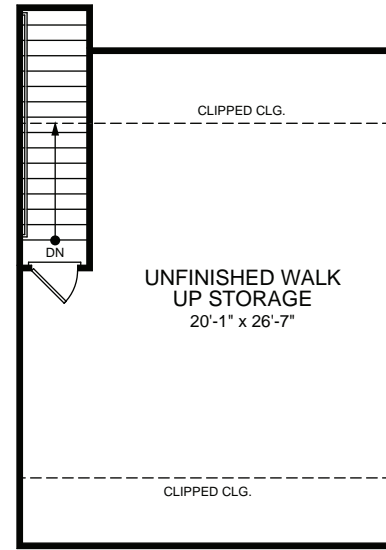 CLIPPED CLG.
DN
UNFINISHED WALK
UP STORAGE
20'-1" x 26'-7"
CLIPPED CLG.